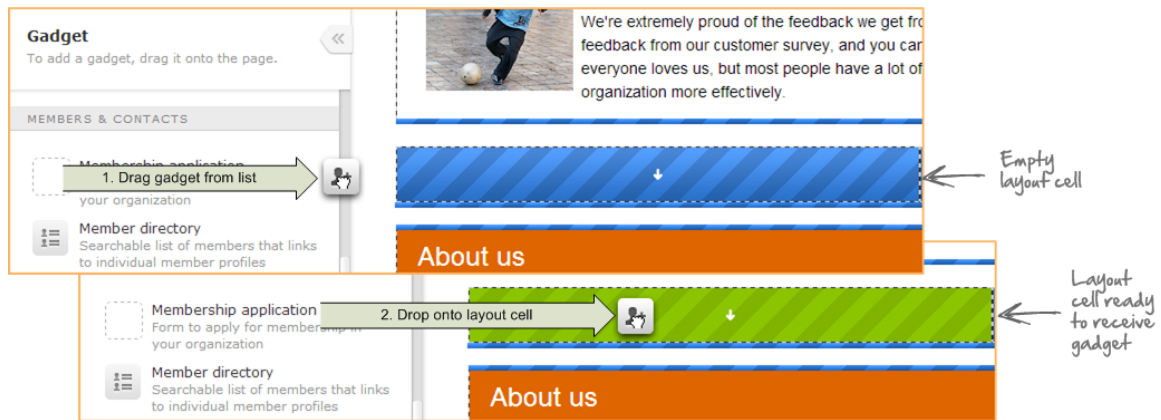 Gadget
To add a gadget, drag it onto the page.
MEMBERS & CONTACTS
Membership application
1. Drag gadget from list
your organization
Member directory
Searchable list of members that links
to individual member profiles
We're extremely proud of the feedback we get fro
feedback from our customer survey, and you can
everyone loves us, but most people have a lot of
organization more effectively.
Empty
layout cell
About us
Membership application
Form to apply for membership in
your organization
2. Drop onto layout cell
Member directory
Searchable list of members that links
to individual member profiles
Layout
cell ready
to receive
gadget
About us